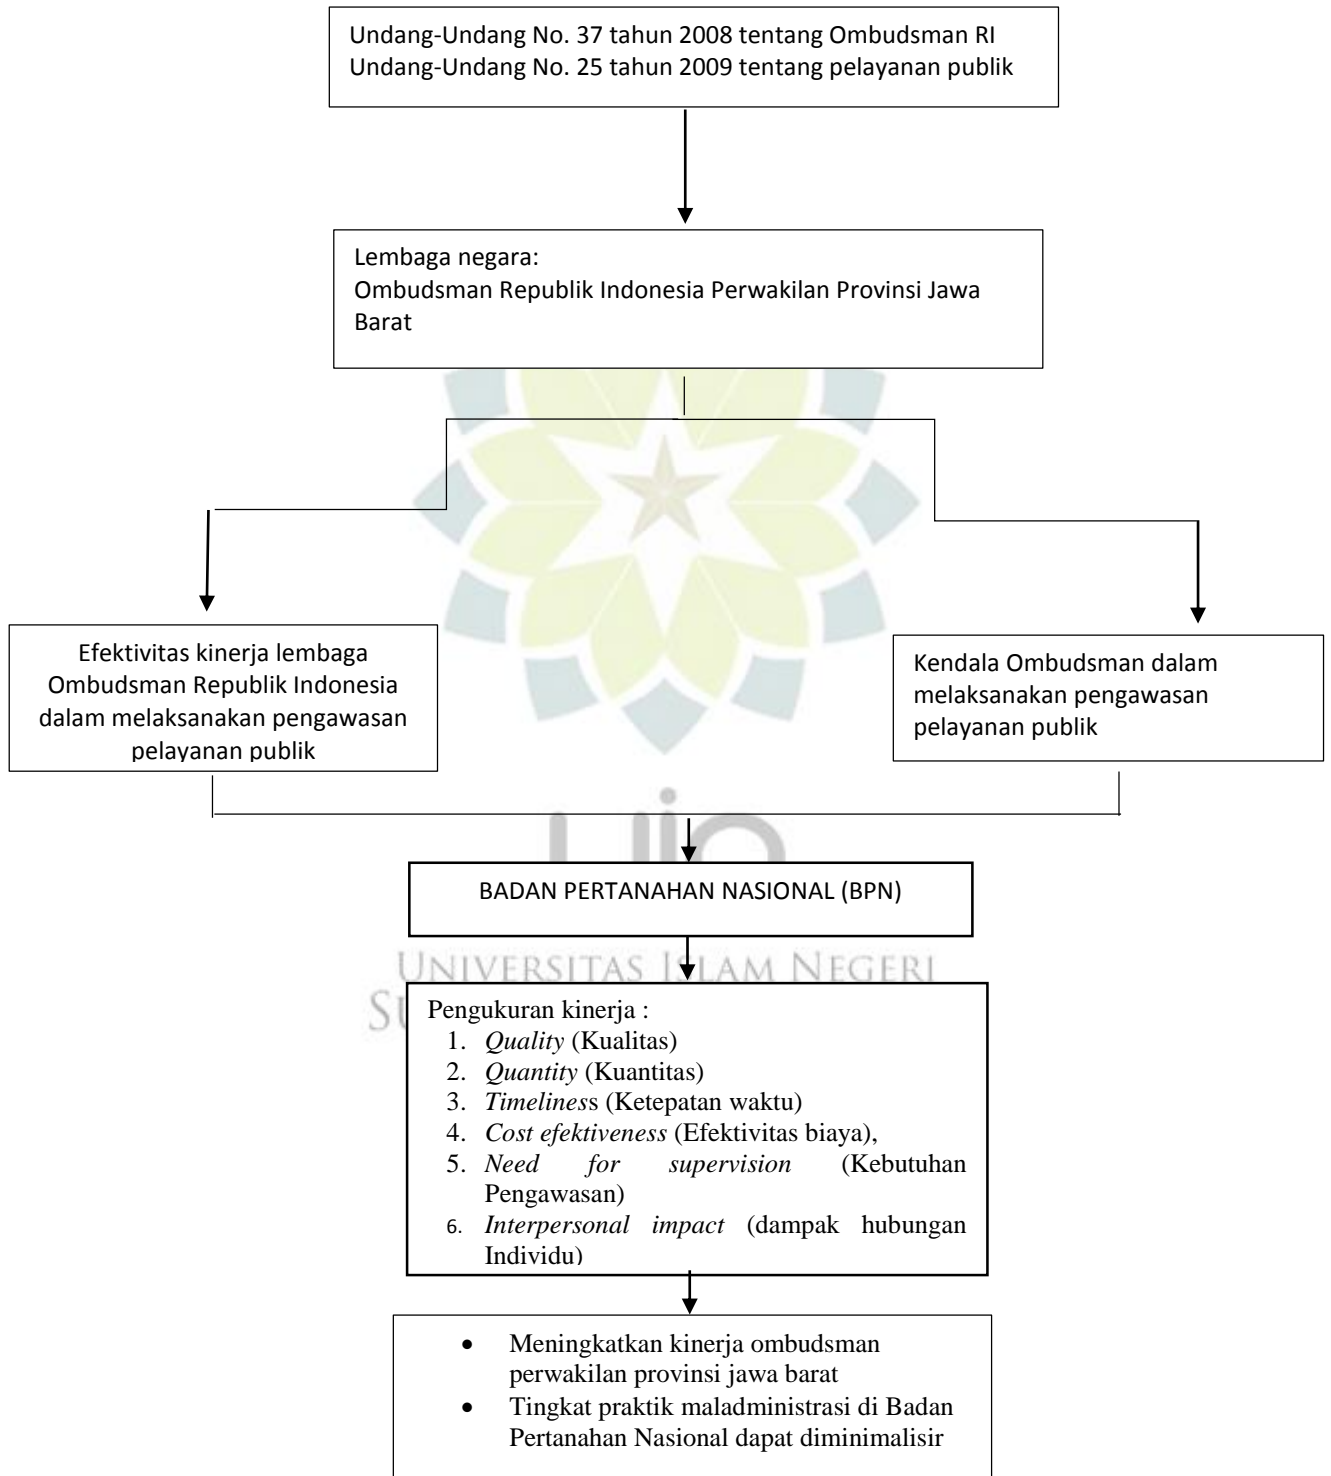 Undang-Undang No. 37 tahun 2008 tentang Ombudsman RI
Undang-Undang No. 25 tahun 2009 tentang pelayanan publik
Lembaga negara:
Ombudsman Republik Indonesia Perwakilan Provinsi Jawa
Barat
Efektivitas kinerja lembaga
Ombudsman Republik Indonesia
dalam melaksanakan pengawasan
pelayanan publik
Kendala Ombudsman dalam
melaksanakan pengawasan
pelayanan publik
uin
BADAN PERTANAHAN NASIONAL (BPN)
UNIVERSITAS ISLAM NEGERI
Pengukuran kinerja :
1. Quality (Kualitas)
2. Quantity (Kuantitas)
3. Timeliness (Ketepatan waktu)
4. Cost efektiveness (Efektivitas biaya),
5. Need for supervision (Kebutuhan
Pengawasan)
6. Interpersonal impact (dampak hubungan
Individu)
• Meningkatkan kinerja ombudsman
perwakilan provinsi jawa barat
• Tingkat praktik maladministrasi di Badan
Pertanahan Nasional dapat diminimalisir